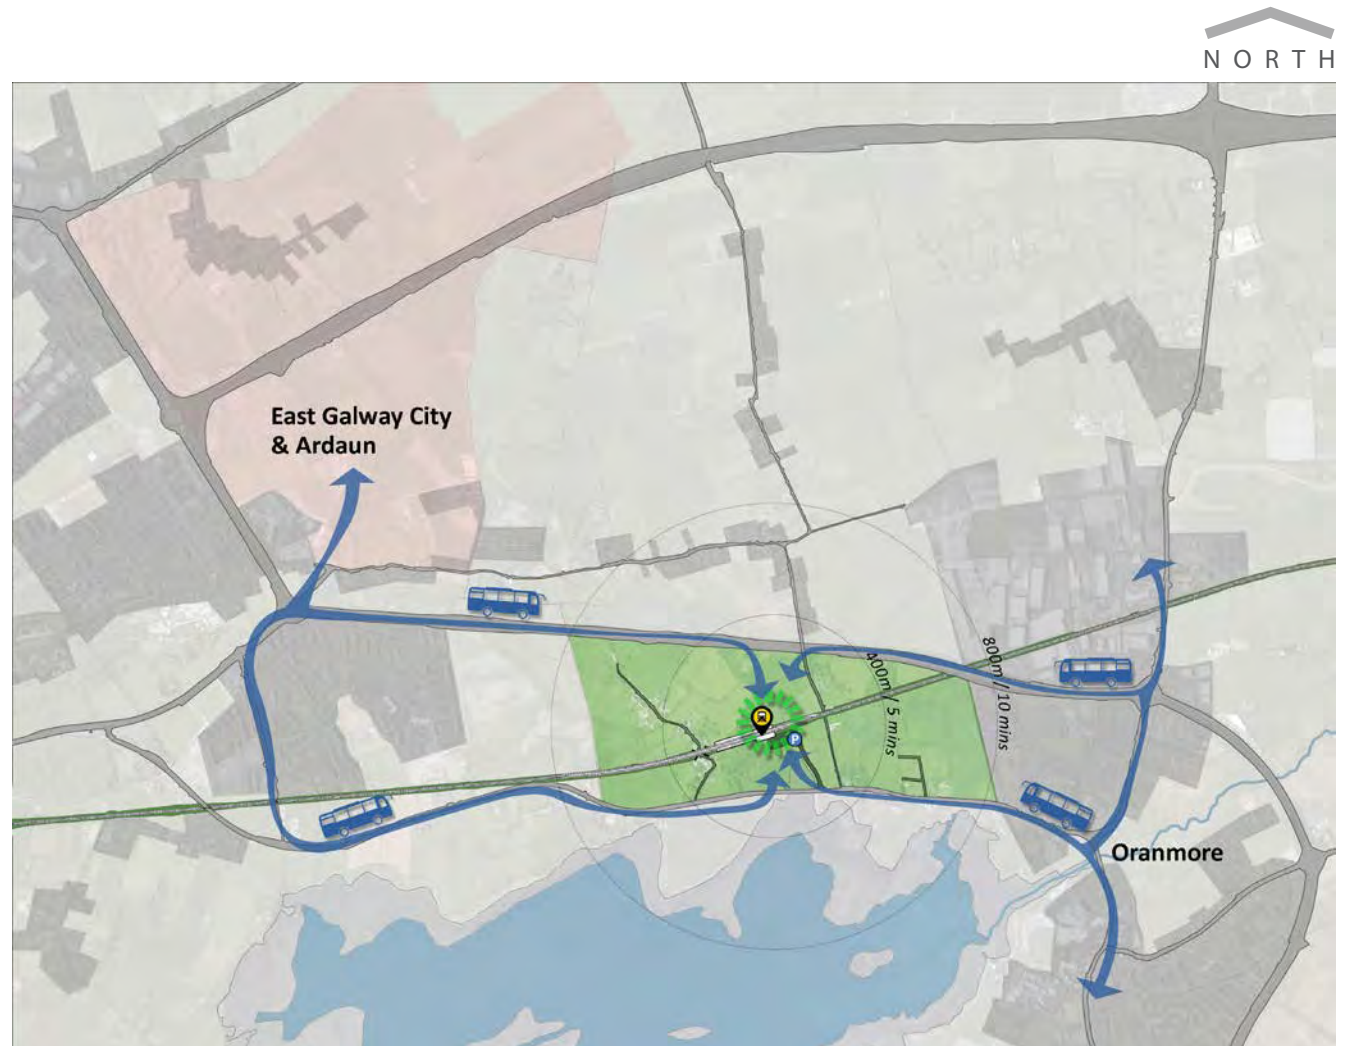 NORTH
East Galway City
& Ardaun
400m / 5 mins
800m // 10 mins
P
Oranmore